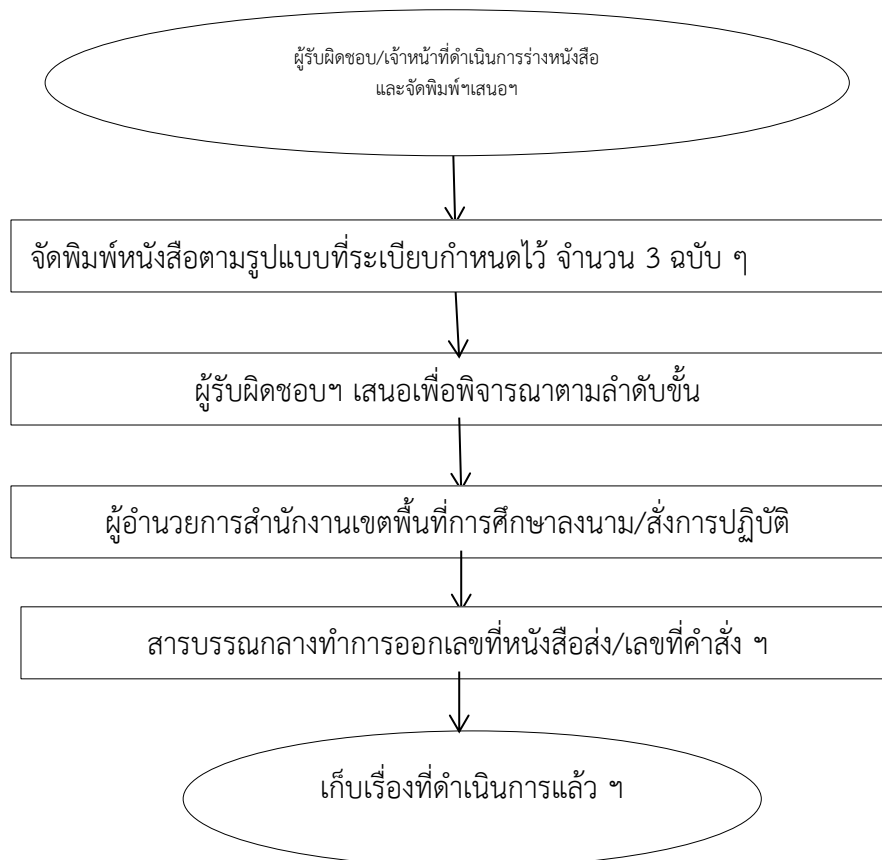 ผู้รับผิดชอบ/เจ้าหน้าที่ดำเนินการร่างหนังสือ
และจัดพิมพ์ฯเสนอฯ
จัดพิมพ์หนังสือตามรูปแบบที่ระเบียบกำหนดไว้ จำนวน 3 ฉบับ ๆ
ผู้รับผิดชอบฯ เสนอเพื่อพิจารณาตามลำดับขั้น
ผู้อำนวยการสำนักงานเขตพื้นที่การศึกษาลงนาม/สั่งการปฏิบัติ
สารบรรณกลางทำการออกเลขที่หนังสือส่ง/เลขที่คำสั่ง ฯ
เก็บเรื่องที่ดำเนินการแล้ว ฯ